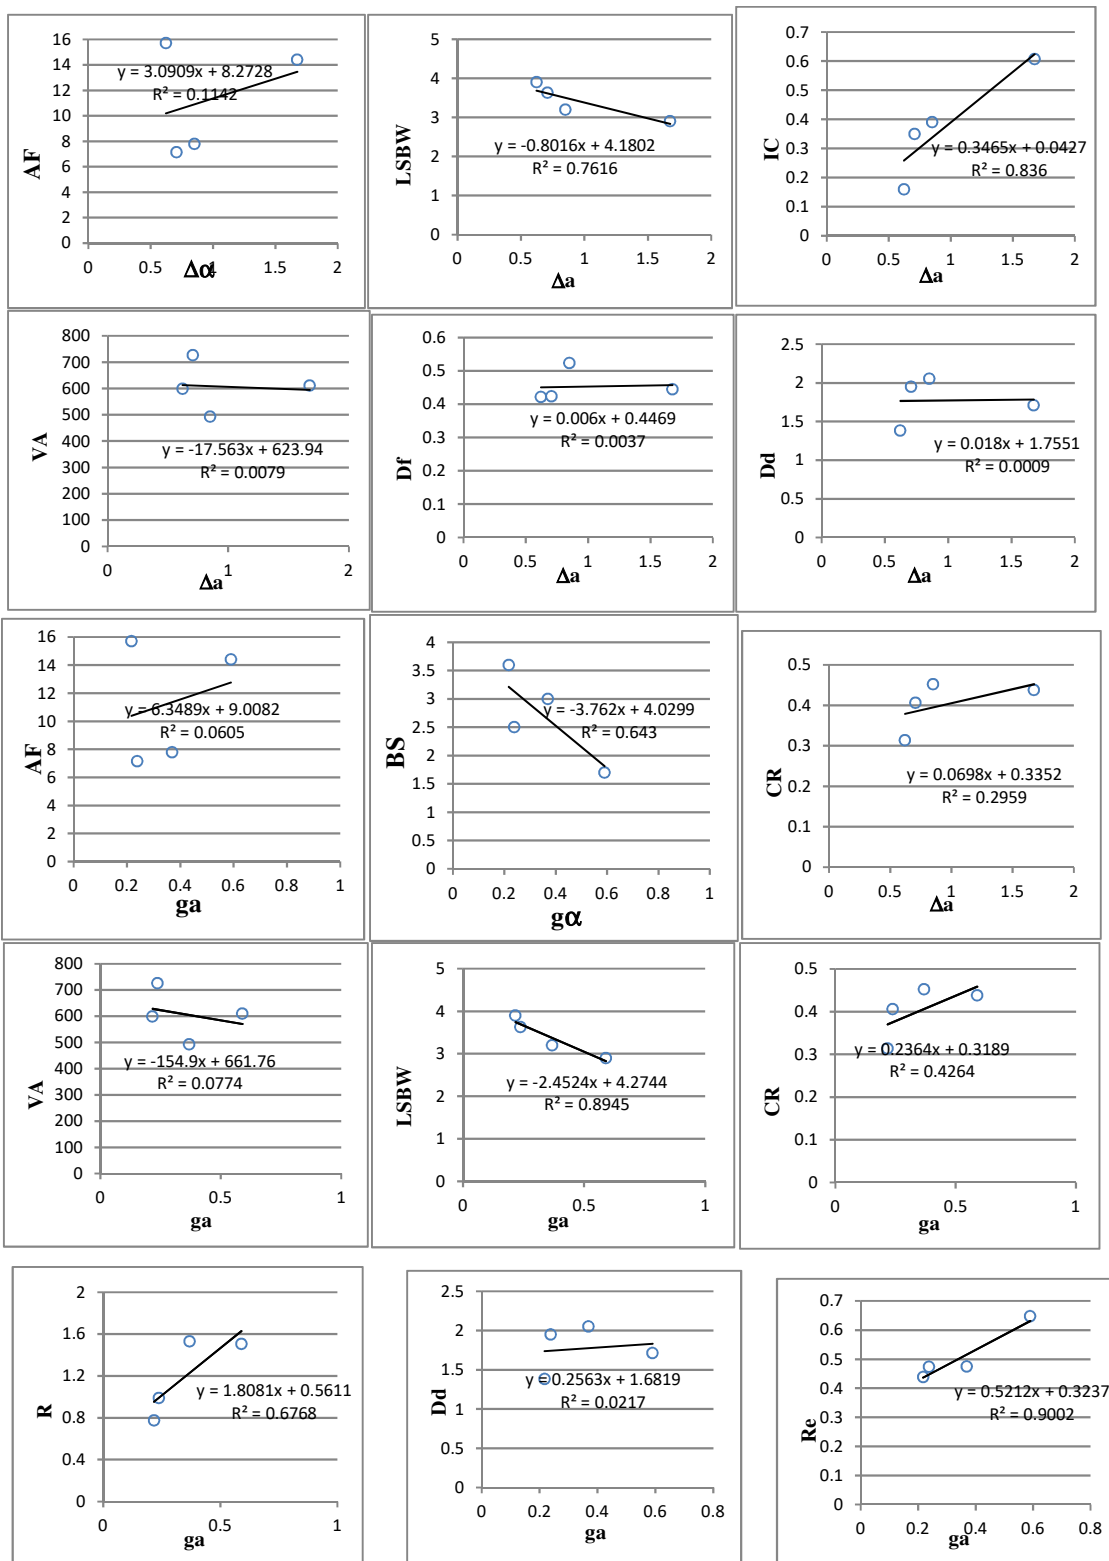 16
14
12
10
8
6
4
2
0
AF
y = 3.0909x + 8.2728
R² = 0.1142
0 0.5 1 1.5 2
Δα
5
4
3
2
1
0
LSBW
y = -0.8016x + 4.1802
R² = 0.7616
0 0.5 1 1.5 2
Δa
0.7
0.6
0.5
0.4
0.3
0.2
0.1
0
IC
y = 0.3465x + 0.0427
R² = 0.836
0 0.5 1 1.5 2
Δa
800
700
600
500
400
300
200
100
0
VA
y = -17.563x + 623.94
R² = 0.0079
0 1 2
Δa
0.6
0.5
0.4
0.3
0.2
0.1
0
Df
y = 0.006x + 0.4469
R² = 0.0037
0 0.5 1 1.5 2
Δa
2.5
2
1.5
1
0.5
0
Dd
y = 0.018x + 1.7551
R² = 0.0009
0 0.5 1 1.5 2
Δa
16
14
12
10
8
6
4
2
0
AF
y = 6.3489x + 9.0082
R² = 0.0605
0 0.2 0.4 0.6 0.8 1
ga
4
3.5
3
2.5
2
1.5
1
0.5
0
BS
y = -3.762x + 4.0299
R² = 0.643
0 0.2 0.4 0.6 0.8 1
gα
0.5
0.4
0.3
0.2
0.1
0
CR
y = 0.0698x + 0.3352
R² = 0.2959
0 0.5 1 1.5 2
Δa
800
700
600
500
400
300
200
100
0
VA
y = -154.9x + 661.76
R² = 0.0774
0 0.5 1
ga
5
4
3
2
1
0
LSBW
y = -2.4524x + 4.2744
R² = 0.8945
0 0.5 1
ga
0.5
0.4
0.3
0.2
0.1
0
CR
y = 0.2364x + 0.3189
R² = 0.4264
0 0.5 1
ga
2
1.6
1.2
0.8
0.4
0
R
y = 1.8081x + 0.5611
R² = 0.6768
0 0.5 1
ga
2.5
2
1.5
1
0.5
0
Dd
y = 0.2563x + 1.6819
R² = 0.0217
0 0.2 0.4 0.6 0.8
ga
0.7
0.6
0.5
0.4
0.3
0.2
0.1
0
Re
y = 0.5212x + 0.3237
R² = 0.9002
0 0.2 0.4 0.6 0.8
ga